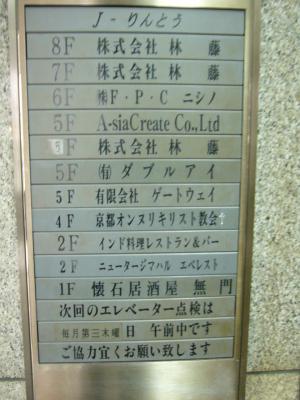 J-りんとう
8F 株式会社 林 藤
7F 株式会社 林 藤
6F ㈱F・P・C ニシノ
5F A-siaCreate Co.,Ltd
5F 株式会社 林 藤
5F ㈲ ダブルアイ
5F 有限会社 ゲートウェイ
4F 京都オンヌリキリスト教会†
2F インド料理レストラン&バー
2F ニュータージマハル エベレスト
1F 懐石居酒屋 無 門
次回のエレベーター点検は
毎月第三木曜 日 午前中です
ご協力宜くお願い致します